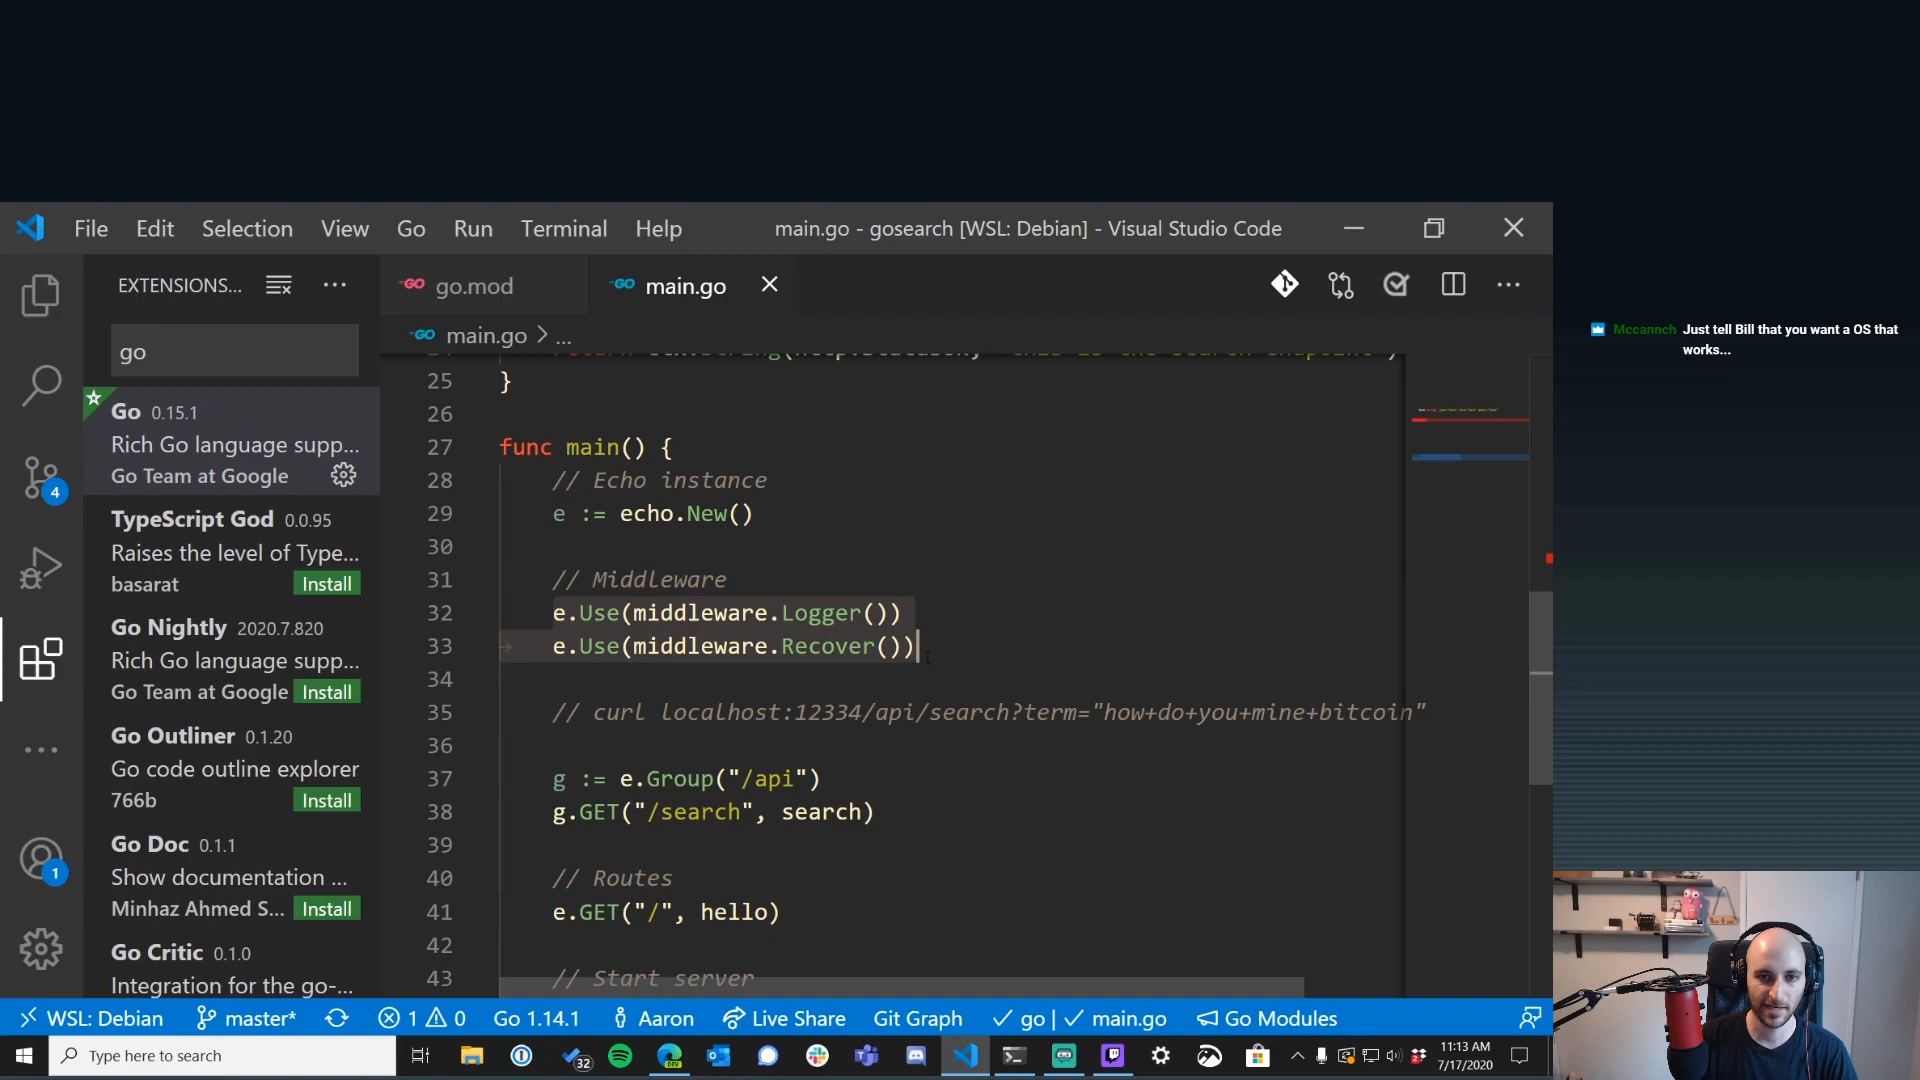 File Edit Selection View Go Run Terminal Help
main.go - gosearch [WSL: Debian] - Visual Studio Code
EXTENSIONS...
go
Go 0.15.1
Rich Go language supp...
Go Team at Google
TypeScript God 0.0.95
Raises the level of Type...
basarat Install
Go Nightly 2020.7.820
Rich Go language supp...
Go Team at Google Install
Go Outliner 0.1.20
Go code outline explorer
766b Install
Go Doc 0.1.1
Show documentation ...
Minhaz Ahmed S... Install
Go Critic 0.1.0
Integration for the go-...
4
1
go.mod
main.go
main.go > ...
25 }
26
27 func main() {
28 // Echo instance
29 e := echo.New()
30
31 // Middleware
32 e.Use(middleware.Logger())
33 e.Use(middleware.Recover())
34
35 // curl localhost:12334/api/search?term="how+do+you+mine+bitcoin"
36
37 g := e.Group("/api")
38 g.GET("/search", search)
39
40 // Routes
41 e.GET("/", hello)
42
43 // Start server
WSL: Debian master* 1 0 Go 1.14.1 Aaron Live Share Git Graph ✓ go | ✓ main.go Go Modules
Type here to search
32
DEV
11:13 AM
7/17/2020
Mccannch Just tell Bill that you want a OS that
works...